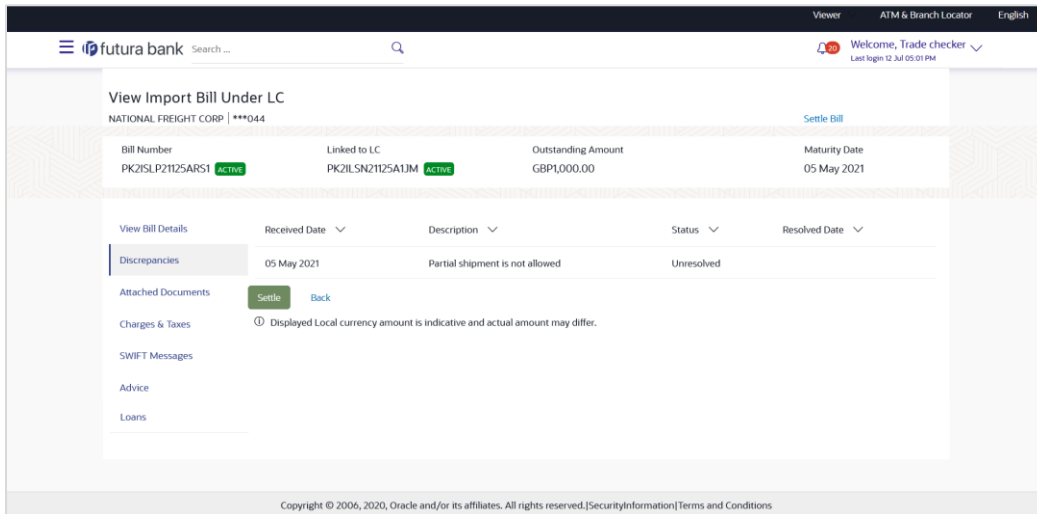 Viewer ATM & Branch Locator English
futura bank Search ... 20 Welcome, Trade checker
Last login 12 Jul 05:01 PM
View Import Bill Under LC
NATIONAL FREIGHT CORP | ***044 Settle Bill
Bill Number Linked to LC Outstanding Amount Maturity Date
PK2ISLP21125ARS1 ACTIVE PK2ILSN21125A1JM ACTIVE GBP1,000.00 05 May 2021
View Bill Details Received Date Description Status Resolved Date
Discrepancies 05 May 2021 Partial shipment is not allowed Unresolved
Attached Documents Settle Back
Charges & Taxes Displayed Local currency amount is indicative and actual amount may differ.
SWIFT Messages
Advice
Loans
Copyright © 2006, 2020, Oracle and/or its affiliates. All rights reserved.|SecurityInformation|Terms and Conditions